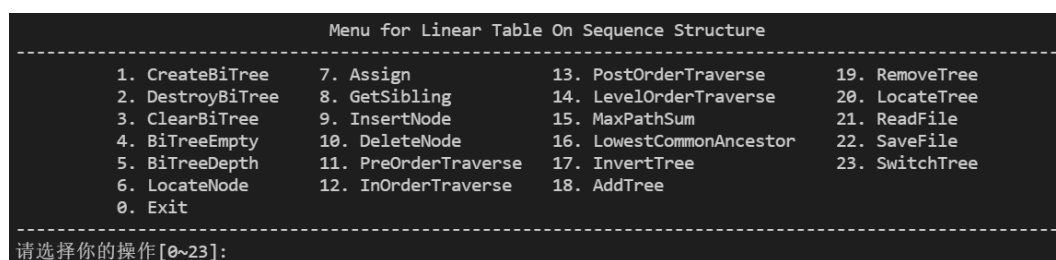 Menu for Linear Table On Sequence Structure
------------------------------------------------------------------------------------------------------
1. CreateBiTree 7. Assign 13. PostOrderTraverse 19. RemoveTree
2. DestroyBiTree 8. GetSibling 14. LevelOrderTraverse 20. LocateTree
3. ClearBiTree 9. InsertNode 15. MaxPathSum 21. ReadFile
4. BiTreeEmpty 10. DeleteNode 16. LowestCommonAncestor 22. SaveFile
5. BiTreeDepth 11. PreOrderTraverse 17. InvertTree 23. SwitchTree
6. LocateNode 12. InOrderTraverse 18. AddTree
0. Exit
------------------------------------------------------------------------------------------------------
请选择你的操作[0~23]: